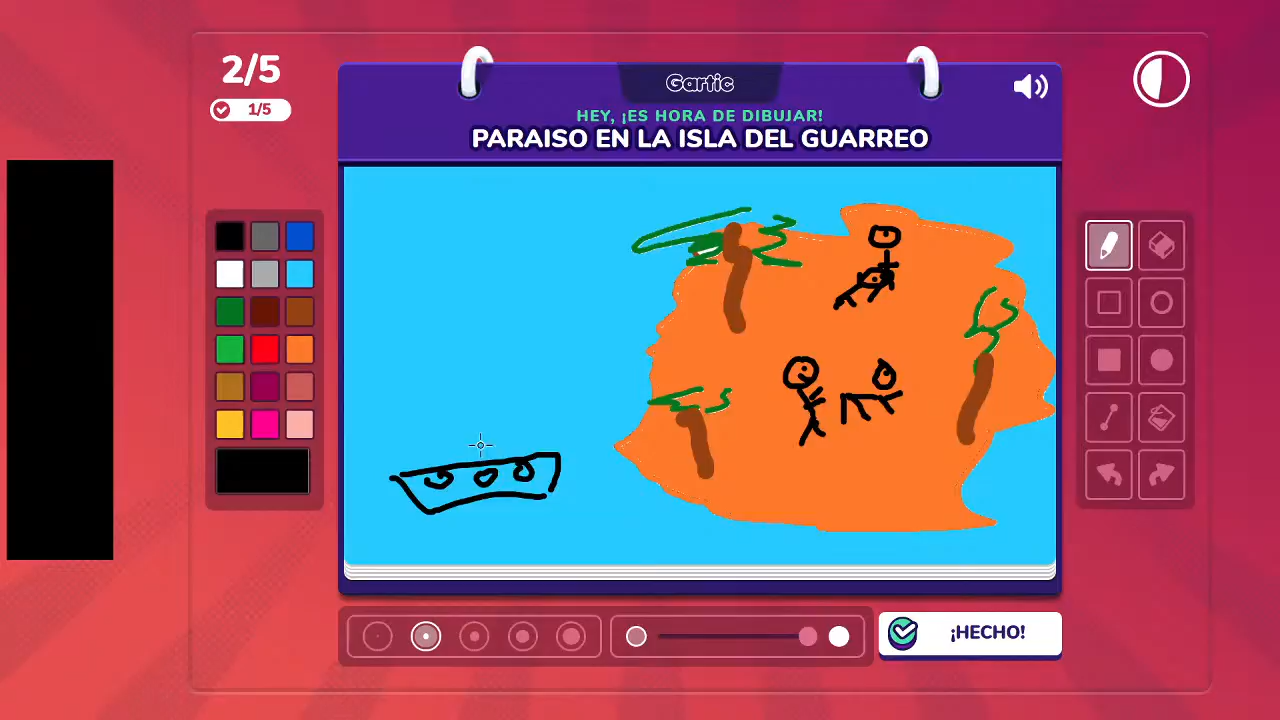 2/5
1/5
Gartic
HEY, ¡ES HORA DE DIBUJAR!
PARAISO EN LA ISLA DEL GUARREO
¡HECHO!